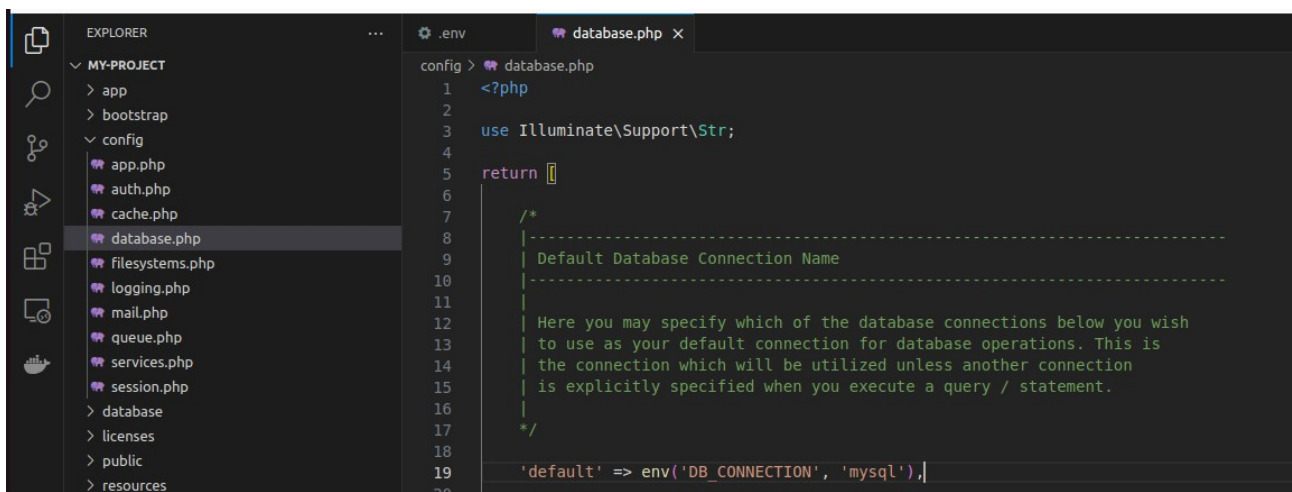 EXPLORER
...
MY-PROJECT
> app
> bootstrap
config
app.php
auth.php
cache.php
database.php
filesystems.php
logging.php
mail.php
queue.php
services.php
session.php
> database
> licenses
> public
> resources
.env
database.php ×
config > database.php
1 <?php
2
3 use Illuminate\Support\Str;
4
5 return [
6
7 /*
8 |--------------------------------------------------------------------------
9 | Default Database Connection Name
10 |--------------------------------------------------------------------------
11 |
12 | Here you may specify which of the database connections below you wish
13 | to use as your default connection for database operations. This is
14 | the connection which will be utilized unless another connection
15 | is explicitly specified when you execute a query / statement.
16 |
17 */
18
19 'default' => env('DB_CONNECTION', 'mysql'),
20